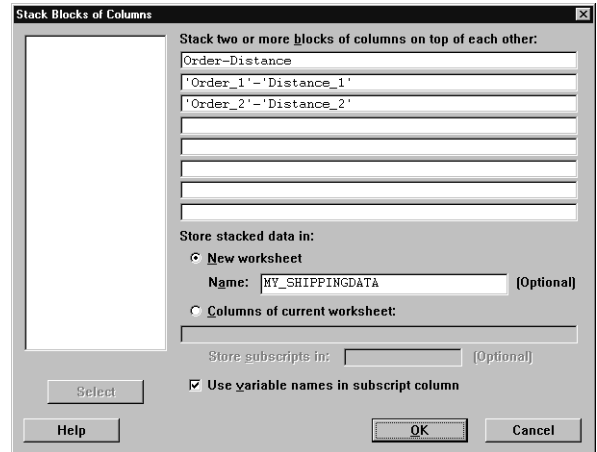 Stack Blocks of Columns
Stack two or more blocks of columns on top of each other:
Order-Distance
'Order_1'-'Distance_1'
'Order_2'-'Distance_2'
Store stacked data in:
New worksheet
Name: MY_SHIPPINGDATA (Optional)
Columns of current worksheet:
Store subscripts in: (Optional)
Select
Use variable names in subscript column
Help OK Cancel